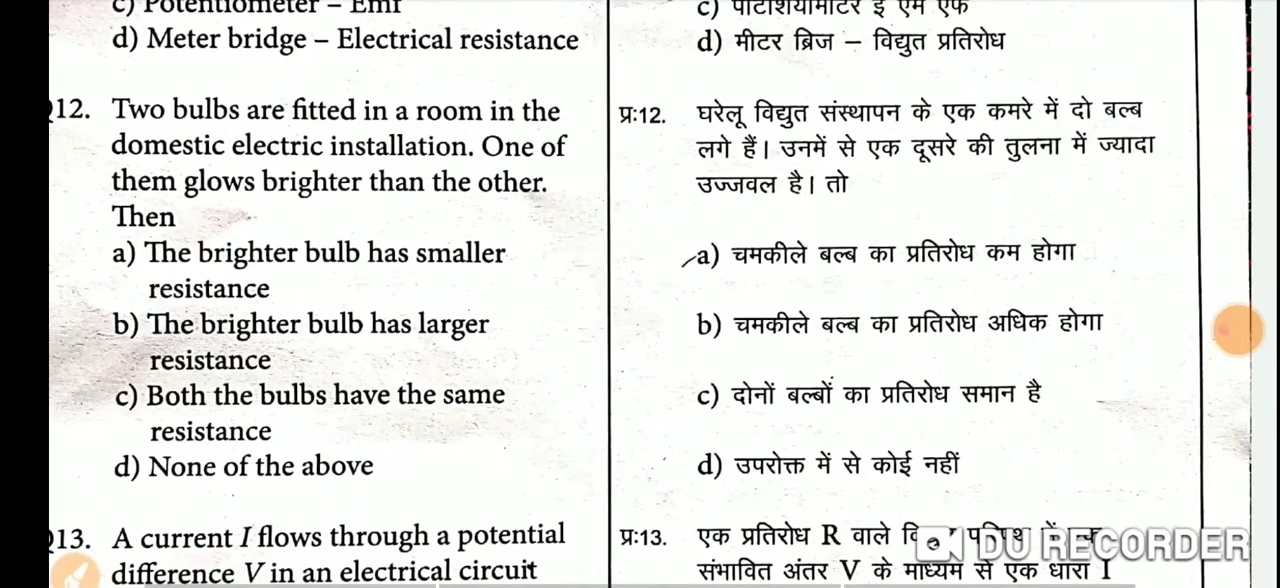 c) Potentiometer – Emf
d) Meter bridge – Electrical resistance
12. Two bulbs are fitted in a room in the
domestic electric installation. One of
them glows brighter than the other.
Then
a) The brighter bulb has smaller
resistance
b) The brighter bulb has larger
resistance
c) Both the bulbs have the same
resistance
d) None of the above
13. A current I flows through a potential
difference V in an electrical circuit
d) मीटर ब्रिज – विद्युत प्रतिरोध
प्र:12. घरेलू विद्युत संस्थापन के एक कमरे में दो बल्ब
लगे हैं। उनमें से एक दूसरे की तुलना में ज्यादा
उज्जवल है। तो
a) चमकीले बल्ब का प्रतिरोध कम होगा
b) चमकीले बल्ब का प्रतिरोध अधिक होगा
c) दोनों बल्बों का प्रतिरोध समान है
d) उपरोक्त में से कोई नहीं
प्र:13. एक प्रतिरोध R वाले
संभावित अंतर V के माध्यम से एक धारा I
DU RECORDER